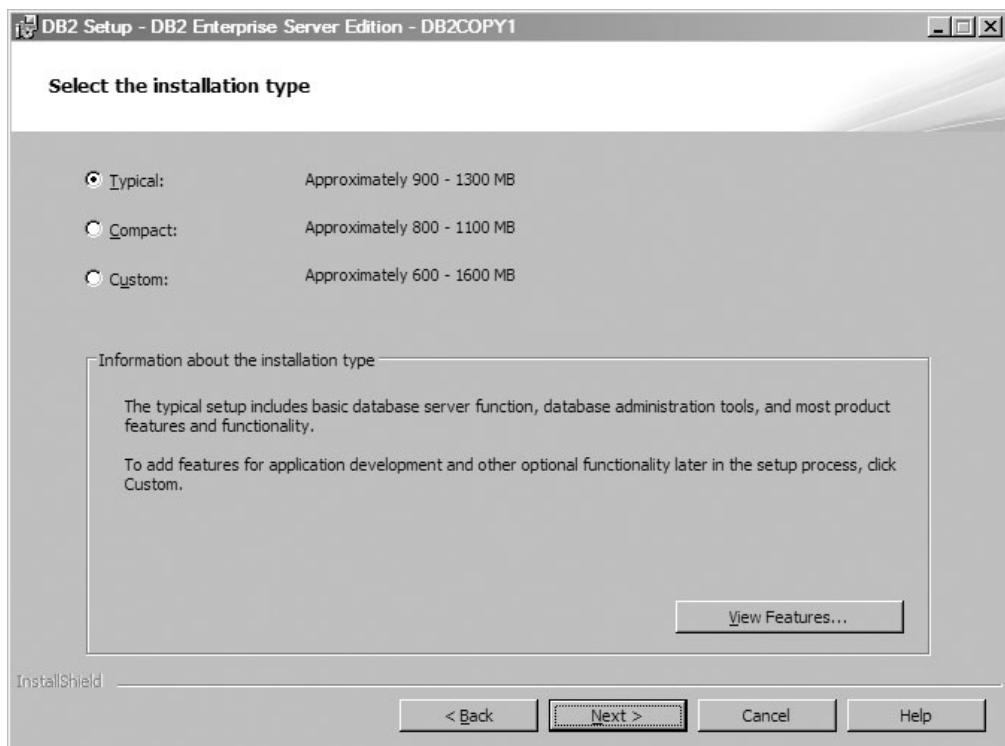 DB2 Setup - DB2 Enterprise Server Edition - DB2COPY1
Select the installation type
Typical: Approximately 900 - 1300 MB
Compact: Approximately 800 - 1100 MB
Custom: Approximately 600 - 1600 MB
Information about the installation type
The typical setup includes basic database server function, database administration tools, and most product
features and functionality.
To add features for application development and other optional functionality later in the setup process, click
Custom.
View Features...
InstallShield
< Back Next > Cancel Help